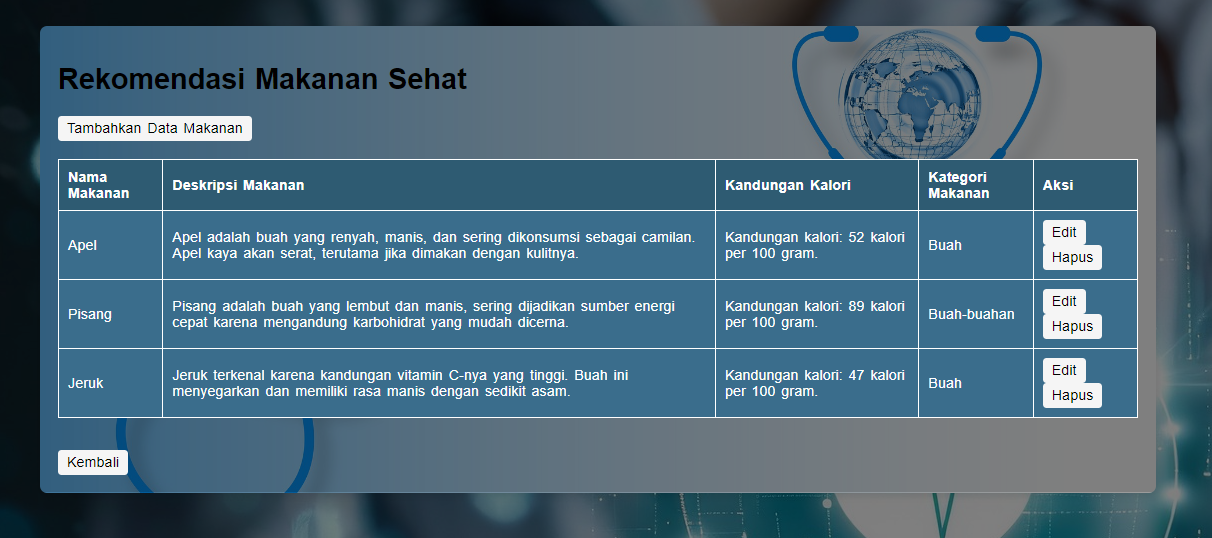 Rekomendasi Makanan Sehat
Tambahkan Data Makanan
Nama
Makanan
Deskripsi Makanan
Kandungan Kalori
Kategori
Makanan
Aksi
Apel
Apel adalah buah yang renyah, manis, dan sering dikonsumsi sebagai camilan.
Apel kaya akan serat, terutama jika dimakan dengan kulitnya.
Kandungan kalori: 52 kalori
per 100 gram.
Buah
Edit
Hapus
Pisang
Pisang adalah buah yang lembut dan manis, sering dijadikan sumber energi
cepat karena mengandung karbohidrat yang mudah dicerna.
Kandungan kalori: 89 kalori
per 100 gram.
Buah-buahan
Edit
Hapus
Jeruk
Jeruk terkenal karena kandungan vitamin C-nya yang tinggi. Buah ini
menyegarkan dan memiliki rasa manis dengan sedikit asam.
Kandungan kalori: 47 kalori
per 100 gram.
Buah
Edit
Hapus
Kembali